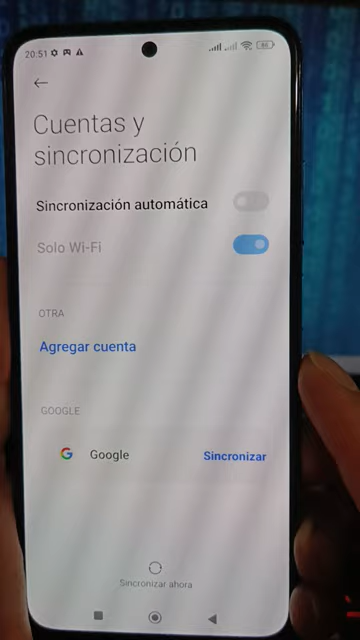 20:51
Cuentas y
sincronización
Sincronización automática
Solo Wi-Fi
OTRA
Agregar cuenta
GOOGLE
G Google Sincronizar
Sincronizar ahora